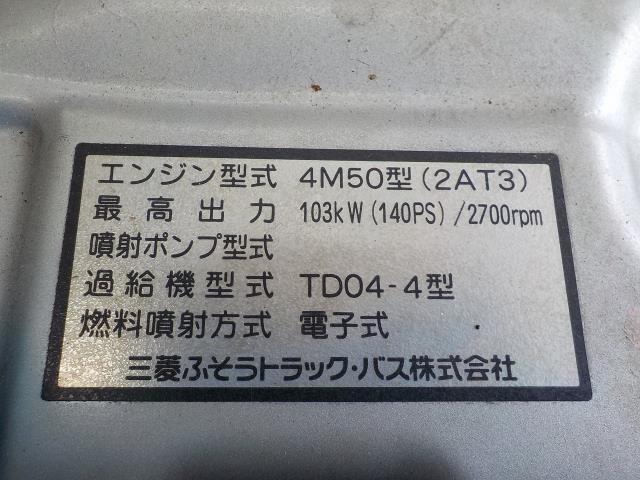 エンジン型式 4M50型(2AT3)
最高出力 103kW(140PS)/2700rpm
噴射ポンプ型式
過給機型式 TD04-4型
燃料噴射方式 電子式
三菱ふそうトラック・バス株式会社